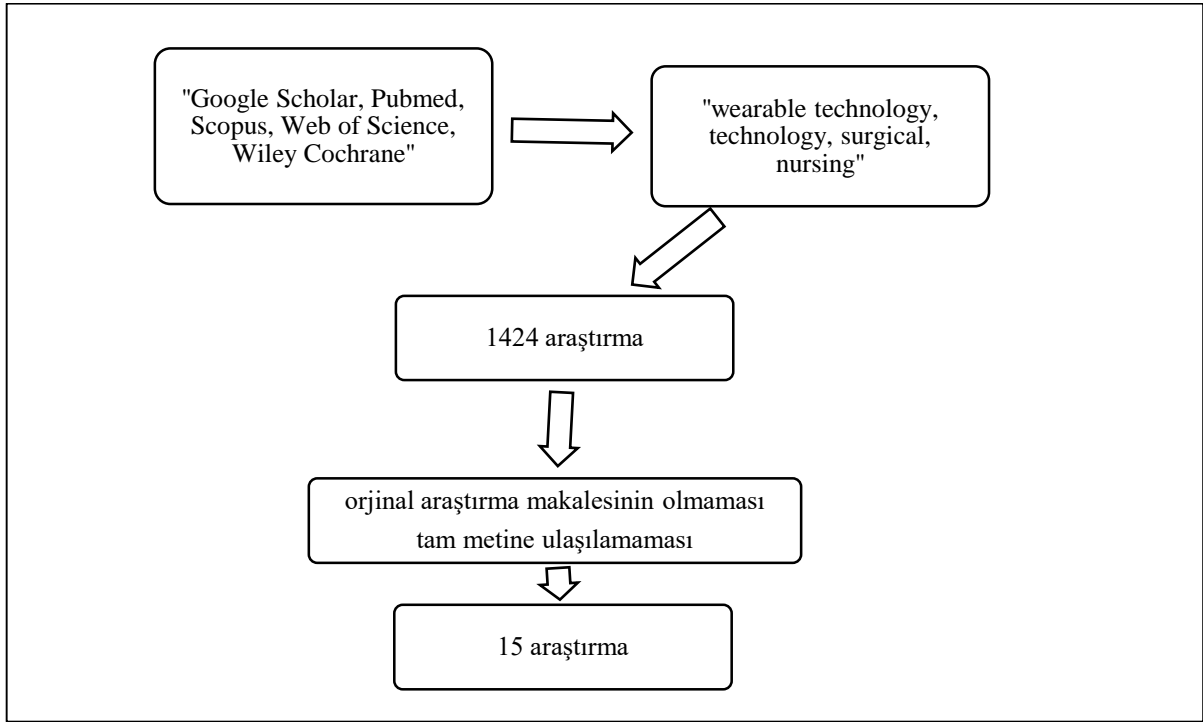 "Google Scholar, Pubmed,
Scopus, Web of Science,
Wiley Cochrane"
"wearable technology,
technology, surgical,
nursing"
1424 araştırma
orjinal araştırma makalesinin olmaması
tam metine ulaşılamaması
15 araştırma